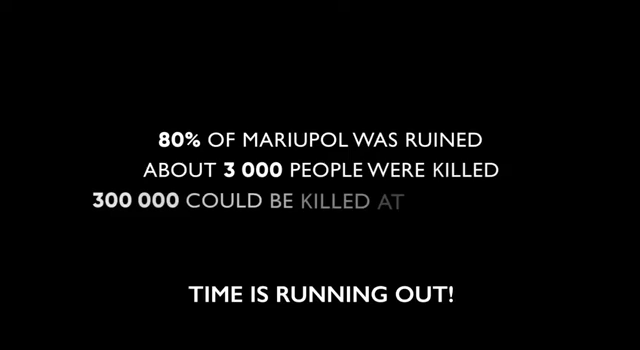 80% OF MARIUPOL WAS RUINED
ABOUT 3 000 PEOPLE WERE KILLED
300 000 COULD BE KILLED AT
TIME IS RUNNING OUT!